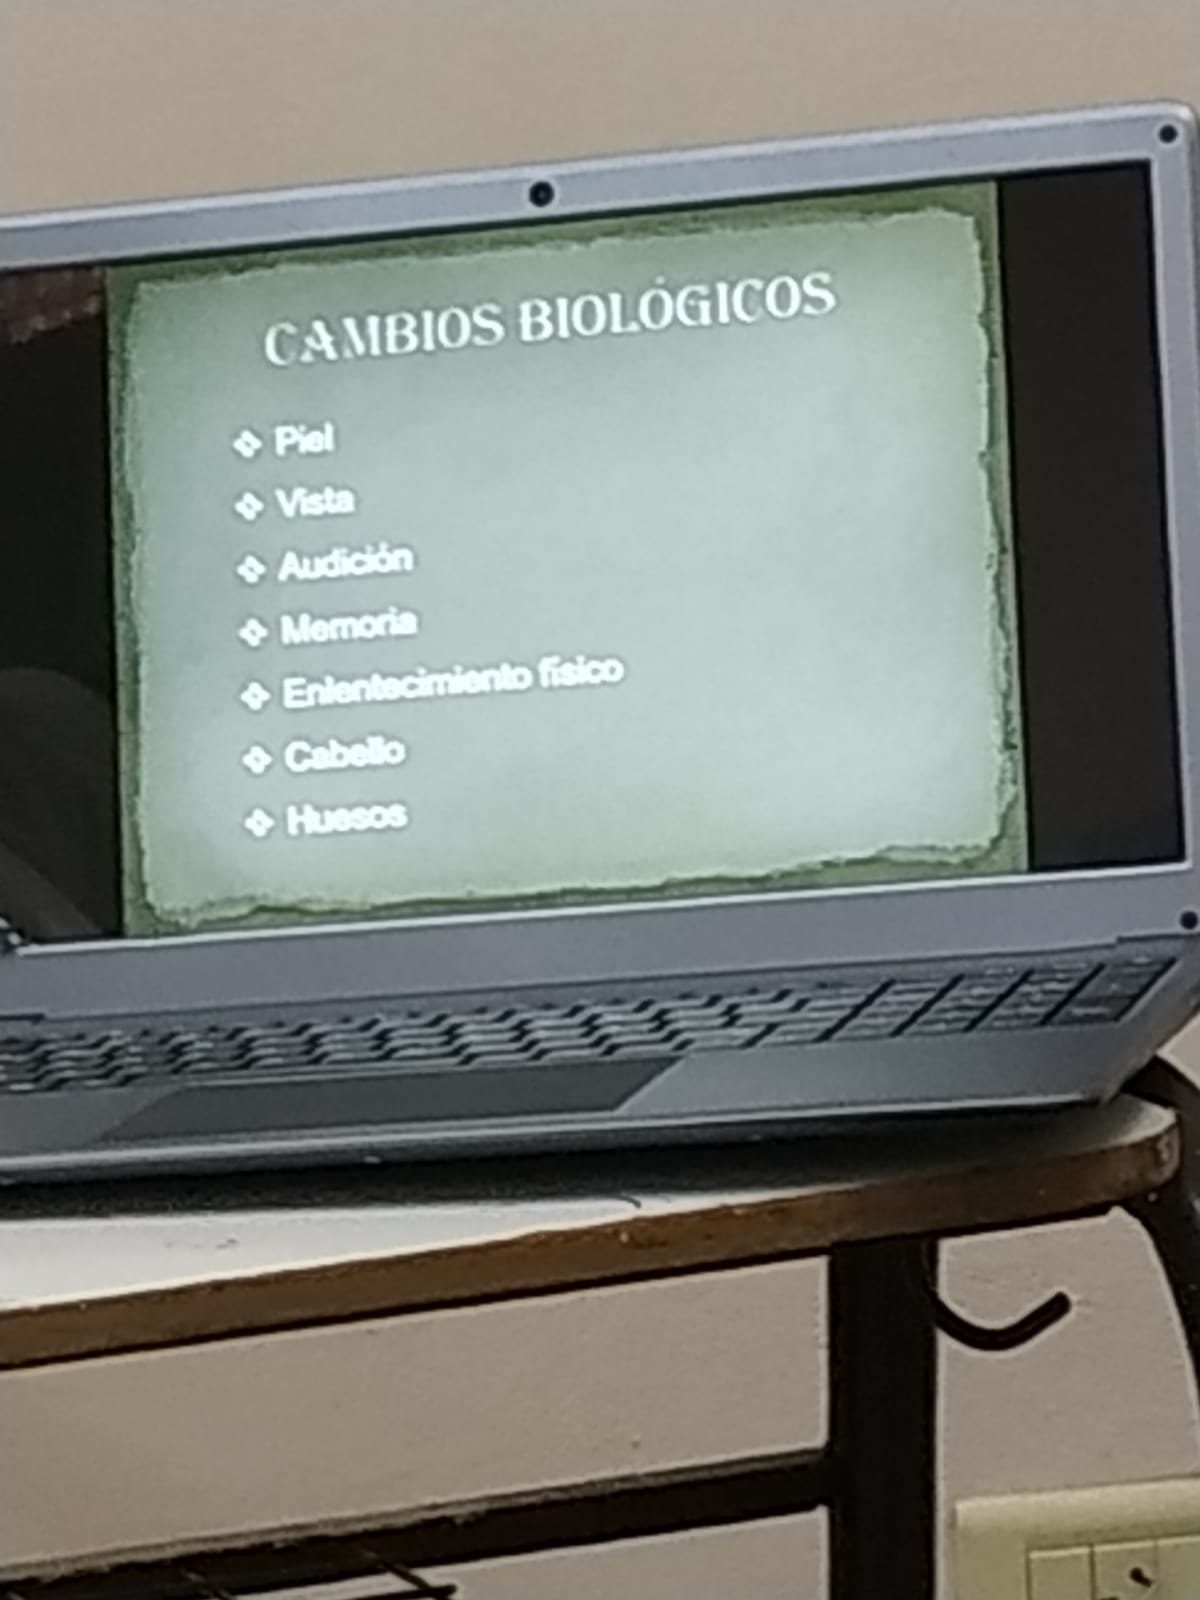 CAMBIOS BIOLÓGICOS
Piel
Vista
Audición
Memoria
Enlentecimiento físico
Cabello
Huesos